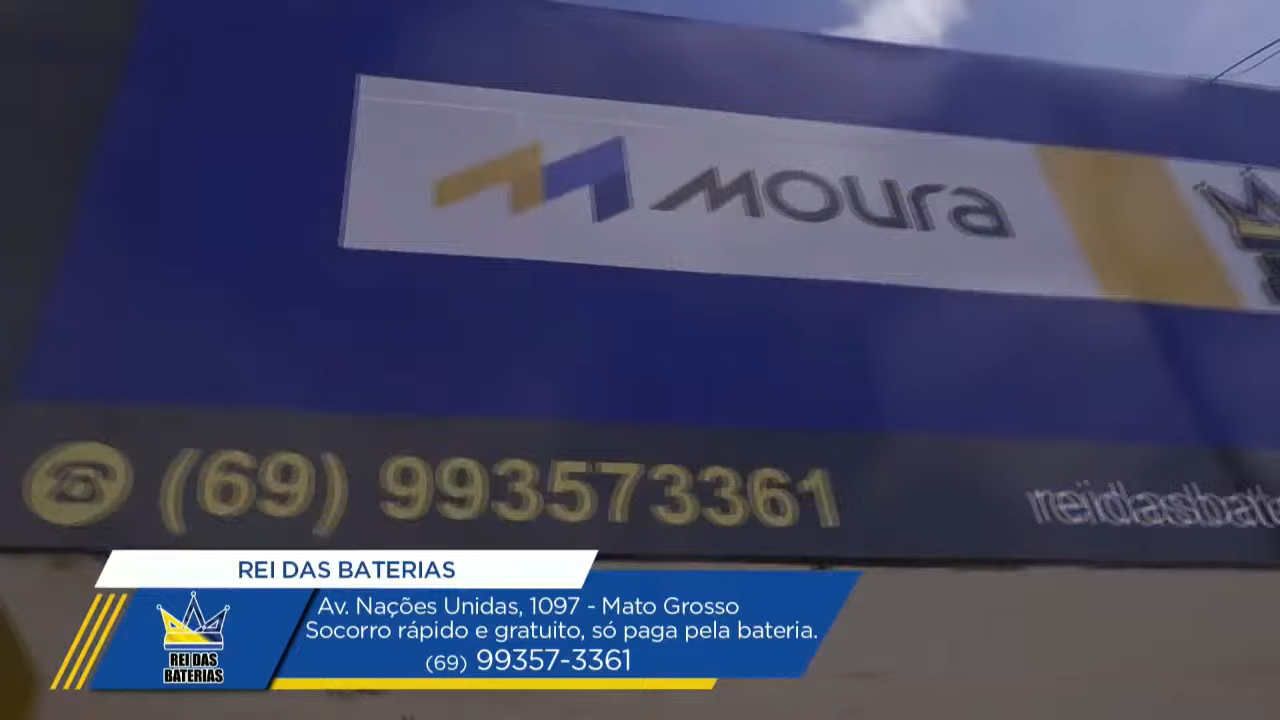 moura
(69) 993573361
REI DAS BATERIAS
Av. Nações Unidas, 1097 - Mato Grosso
Socorro rápido e gratuito, só paga pela bateria.
(69) 99357-3361
REI DAS
BATERIAS